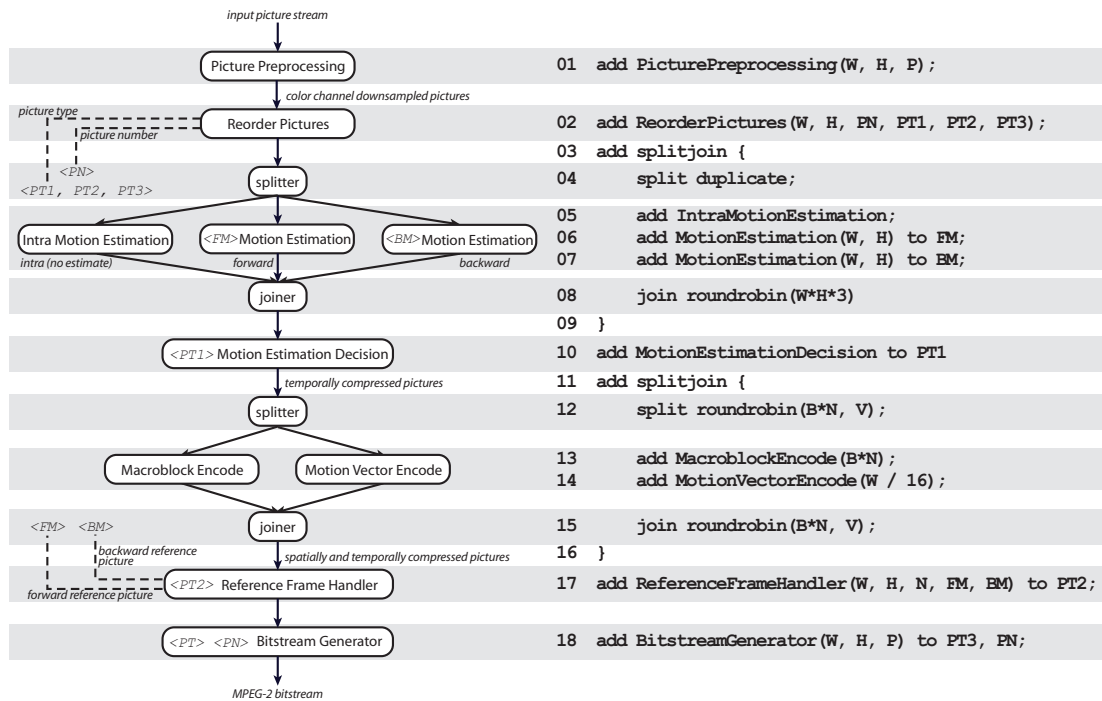 input picture stream
Picture Preprocessing
01 add PicturePreprocessing(W, H, P);
color channel downsampled pictures
picture type
Reorder Pictures
02 add ReorderPictures(W, H, PN, PT1, PT2, PT3);
picture number
03 add splitjoin {
<PN>
splitter
04 split duplicate;
<PT1, PT2, PT3>
05 add IntraMotionEstimation;
Intra Motion Estimation
<FM> Motion Estimation
<BM> Motion Estimation
06 add MotionEstimation(W, H) to FM;
intra (no estimate)
forward
backward
07 add MotionEstimation(W, H) to BM;
joiner
08 join roundrobin(W*H*3)
09 }
<PT1> Motion Estimation Decision
10 add MotionEstimationDecision to PT1
temporally compressed pictures
11 add splitjoin {
splitter
12 split roundrobin(B*N, V);
Macroblock Encode
Motion Vector Encode
13 add MacroblockEncode(B*N);
14 add MotionVectorEncode(W / 16);
<FM> <BM>
joiner
15 join roundrobin(B*N, V);
backward reference
picture
spatially and temporally compressed pictures
16 }
<PT2> Reference Frame Handler
17 add ReferenceFrameHandler(W, H, N, FM, BM) to PT2;
forward reference picture
<PT> <PN> Bitstream Generator
18 add BitstreamGenerator(W, H, P) to PT3, PN;
MPEG-2 bitstream